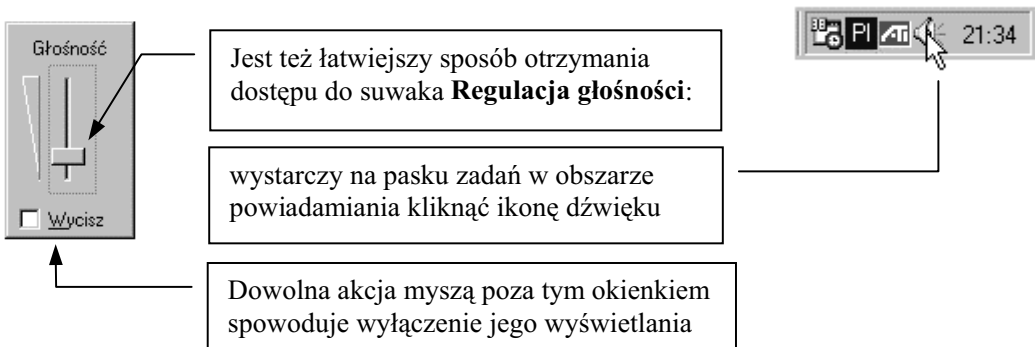 Głośność
Wycisz
Jest też łatwiejszy sposób otrzymania
dostępu do suwaka Regulacja głośności:
PI
21:34
wystarczy na pasku zadań w obszarze
powiadamiania kliknąć ikonę dźwięku
Dowolna akcja myszą poza tym okienkiem
spowoduje wyłączenie jego wyświetlania